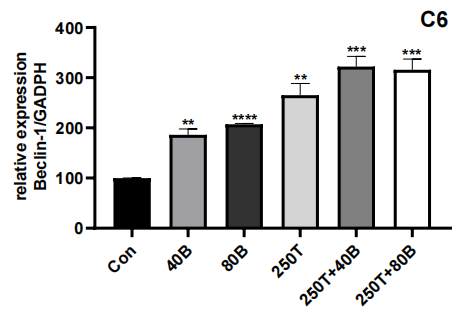 C6
relative expression
Beclin-1/GADPH
400
300
200
100
0
**
****
**
***
***
Con
40B
80B
250T
250T+40B
250T+80B